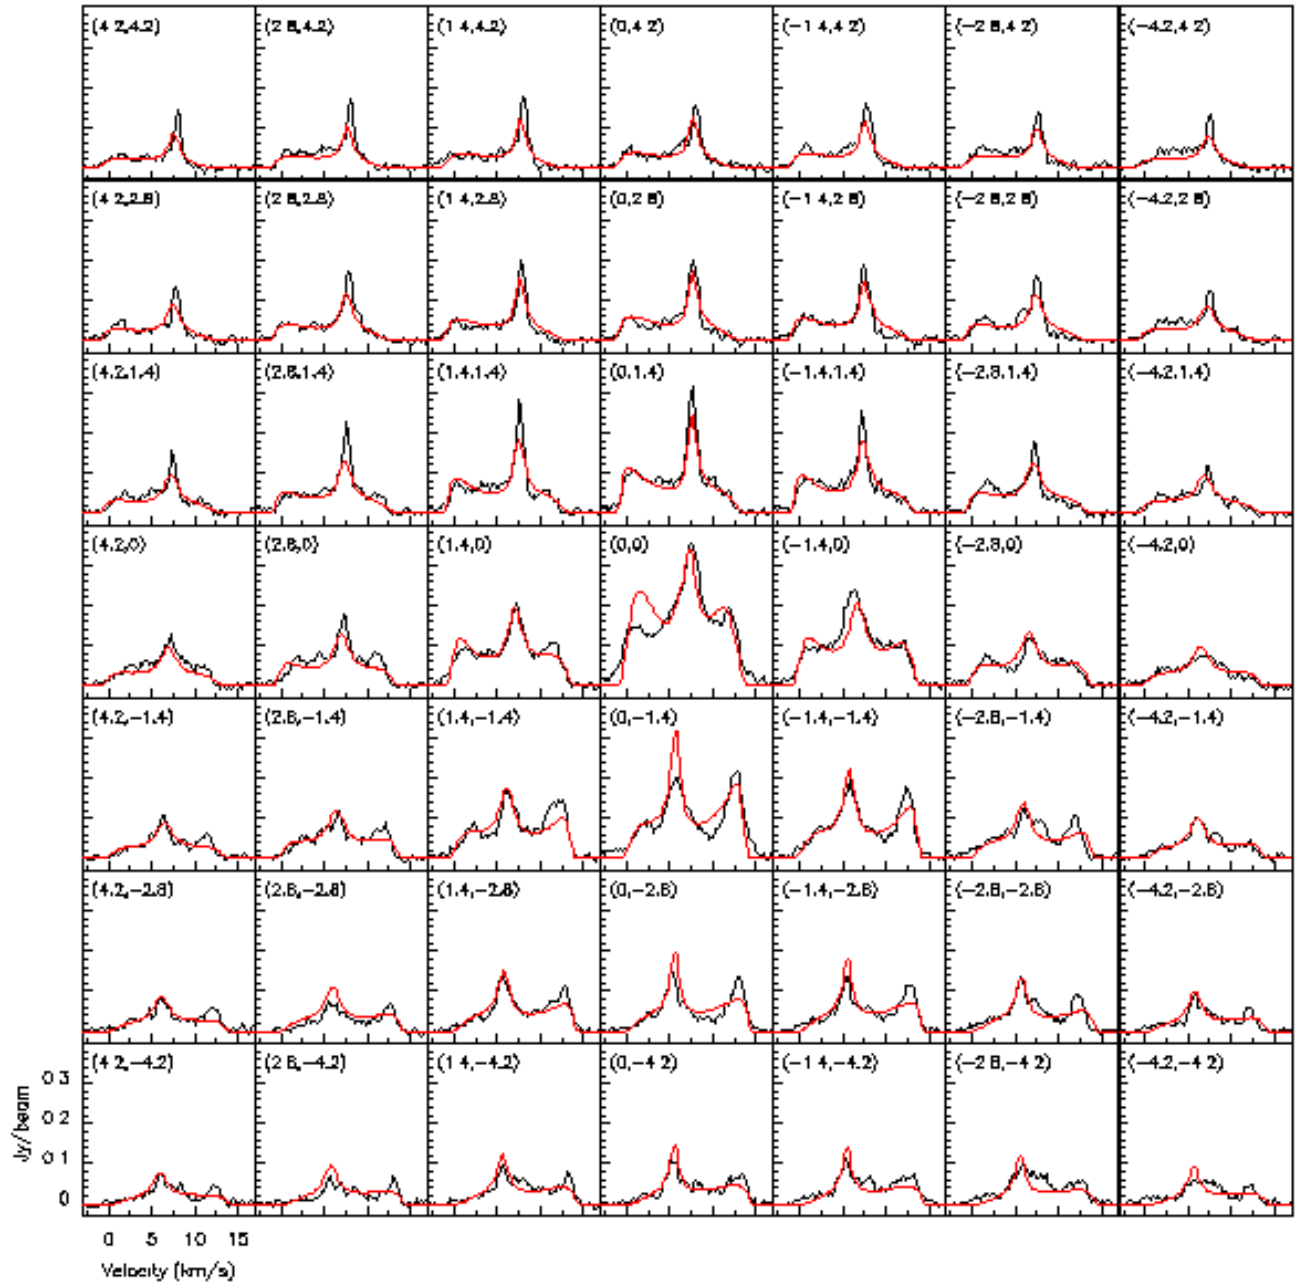 (4 2,4.2) (2 8,4.2) (1 4,4.2) (0,4 2) (−1 4,4 2) (−2 8,4 2) (−4.2,4 2)
(4 2,2.8) (2 8,2.8) (1 4,2.8) (0,2 8) (−1 4,2 8) (−2 8,2 8) (−4.2,2 8)
(4.2,1.4) (2.8,1.4) (1.4,1.4) (0,1.4) (−1.4,1.4) (−2.8,1.4) (−4.2,1.4)
(4.2,0) (2.8,0) (1.4,0) (0,0) (−1.4,0) (−2.8,0) (−4.2,0)
(4.2,−1.4) (2.8,−1.4) (1.4,−1.4) (0,−1.4) (−1.4,−1.4) (−2.8,−1.4) (−4.2,−1.4)
(4.2,−2.8) (2.8,−2.8) (1.4,−2.8) (0,−2.8) (−1.4,−2.8) (−2.8,−2.8) (−4.2,−2.8)
(4 2,−4.2) (2 8,−4.2) (1 4,−4.2) (0,−4 2) (−1 4,−4.2) (−2 8,−4 2) (−4.2,−4 2)
0 3
0 2
0 1
0
Jy/beam
0 5 10 15
Velocity (km/s)